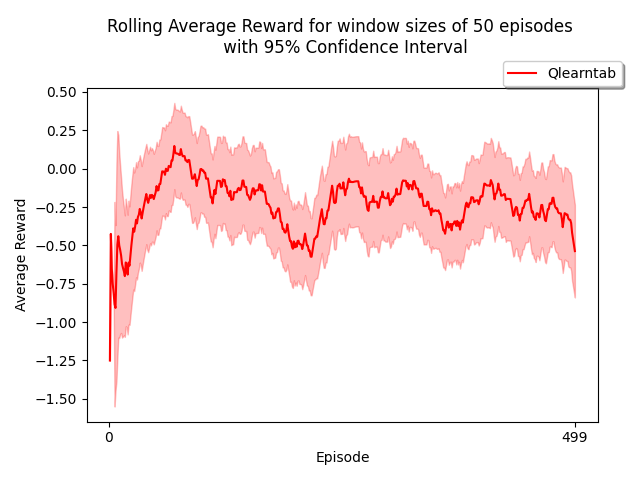 Rolling Average Reward for window sizes of 50 episodes
with 95% Confidence Interval
Qlearntab
0.50
0.25
0.00
−0.25
−0.50
−0.75
−1.00
−1.25
−1.50
Average Reward
0
499
Episode